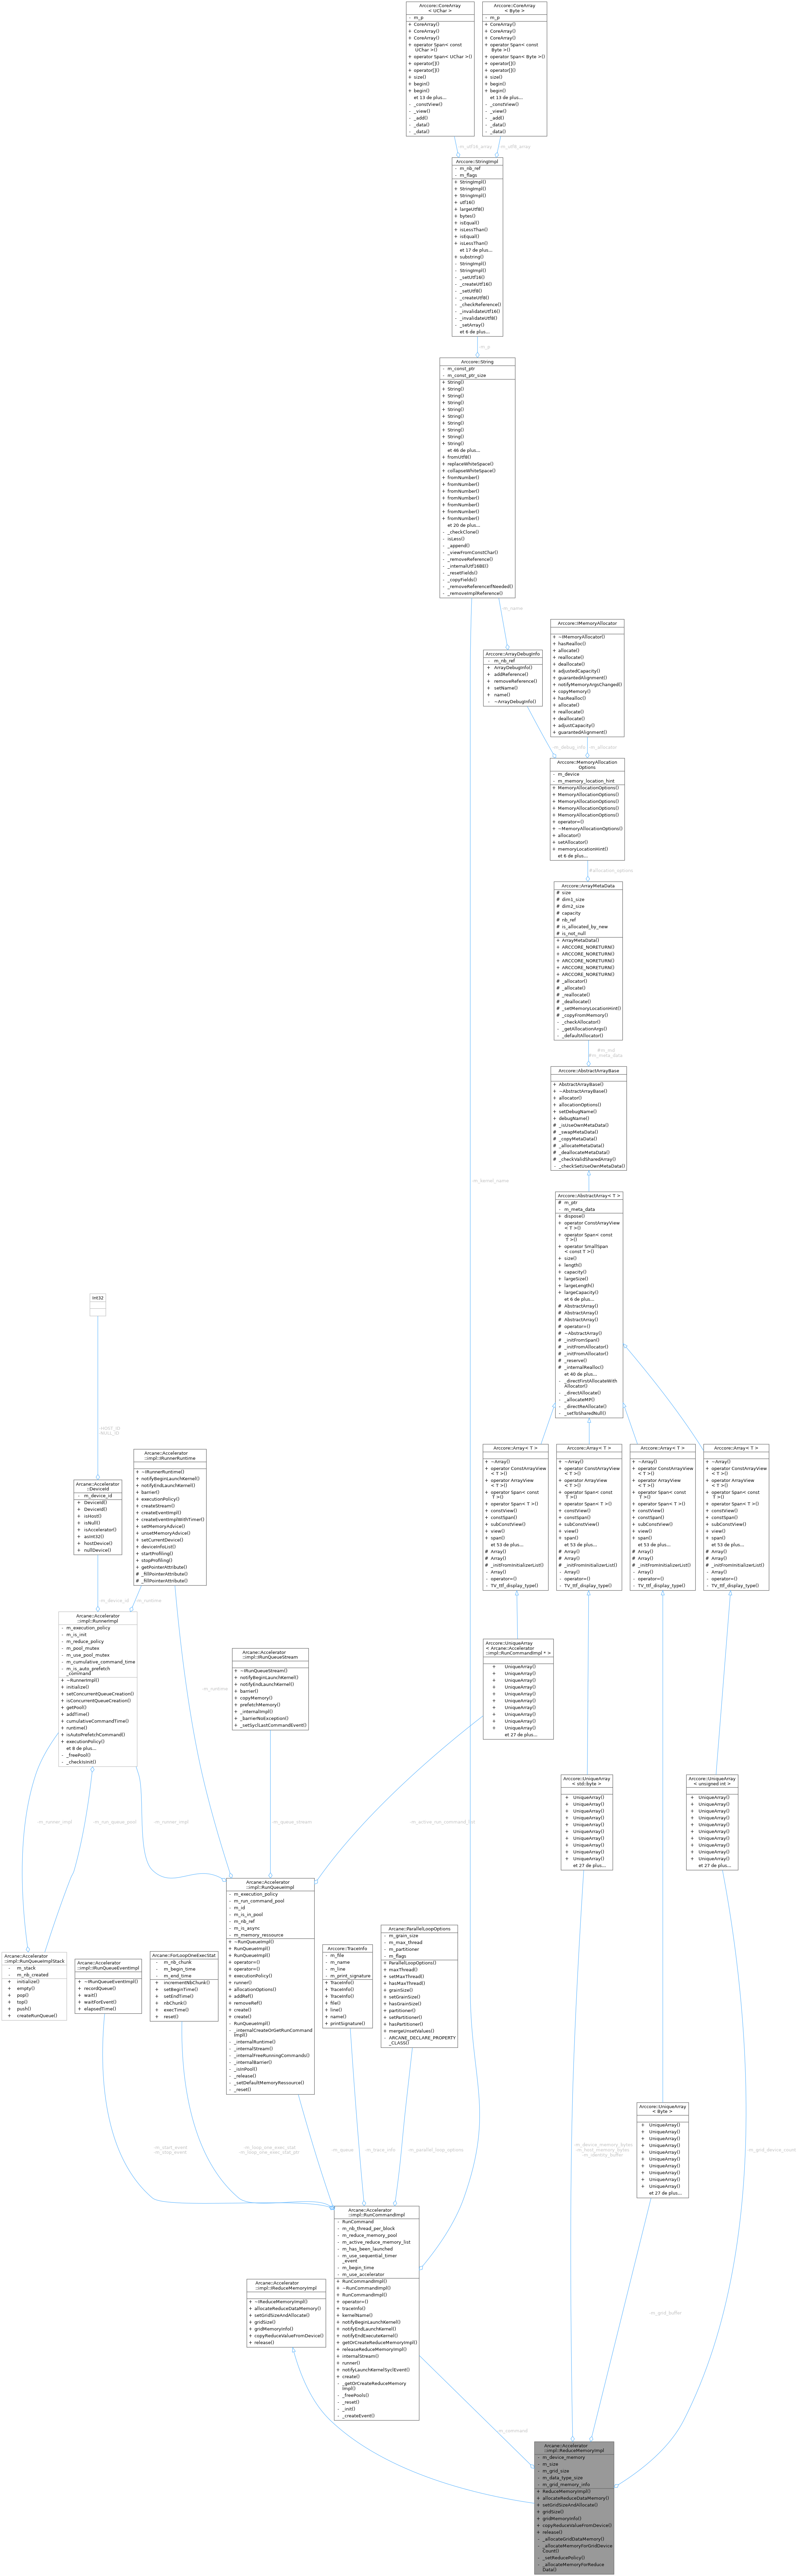 Arccore::CoreArray
< UChar >
- m_p
+ CoreArray()
+ CoreArray()
+ CoreArray()
+ operator Span< const
UChar >()
+ operator Span< UChar >()
+ operator[]()
+ operator[]()
+ size()
+ begin()
+ begin()
et 13 de plus...
- _constView()
- _view()
- _add()
- _data()
- _data()
Arccore::CoreArray
< Byte >
- m_p
+ CoreArray()
+ CoreArray()
+ CoreArray()
+ operator Span< const
Byte >()
+ operator Span< Byte >()
+ operator[]()
+ operator[]()
+ size()
+ begin()
+ begin()
et 13 de plus...
- _constView()
- _view()
- _add()
- _data()
- _data()
-m_utf16_array
-m_utf8_array
Arccore::StringImpl
- m_nb_ref
- m_flags
+ StringImpl()
+ StringImpl()
+ StringImpl()
+ utf16()
+ largeUtf8()
+ bytes()
+ isEqual()
+ isLessThan()
+ isEqual()
+ isLessThan()
et 17 de plus...
+ substring()
- StringImpl()
- StringImpl()
- _setUtf16()
- _createUtf16()
- _setUtf8()
- _createUtf8()
- _checkReference()
- _invalidateUtf16()
- _invalidateUtf8()
- _setArray()
et 6 de plus...
-m_p
Arccore::String
- m_const_ptr
- m_const_ptr_size
+ String()
+ String()
+ String()
+ String()
+ String()
+ String()
+ String()
+ String()
+ String()
+ String()
et 46 de plus...
+ fromUtf8()
+ replaceWhiteSpace()
+ collapseWhiteSpace()
+ fromNumber()
+ fromNumber()
+ fromNumber()
+ fromNumber()
+ fromNumber()
+ fromNumber()
+ fromNumber()
et 20 de plus...
- _checkClone()
- isLess()
- _append()
- _viewFromConstChar()
- _removeReference()
- _internalUtf16BE()
- _resetFields()
- _copyFields()
- _removeReferenceIfNeeded()
- _removeImplReference()
-m_name
Arccore::ArrayDebugInfo
- m_nb_ref
+ ArrayDebugInfo()
+ addReference()
+ removeReference()
+ setName()
+ name()
- ~ArrayDebugInfo()
Arccore::IMemoryAllocator
+ ~IMemoryAllocator()
+ hasRealloc()
+ allocate()
+ reallocate()
+ deallocate()
+ adjustedCapacity()
+ guarantedAlignment()
+ notifyMemoryArgsChanged()
+ copyMemory()
+ hasRealloc()
+ allocate()
+ reallocate()
+ deallocate()
+ adjustCapacity()
+ guarantedAlignment()
-m_debug_info
-m_allocator
Arccore::MemoryAllocation
Options
- m_device
- m_memory_location_hint
+ MemoryAllocationOptions()
+ MemoryAllocationOptions()
+ MemoryAllocationOptions()
+ MemoryAllocationOptions()
+ MemoryAllocationOptions()
+ operator=()
+ ~MemoryAllocationOptions()
+ allocator()
+ setAllocator()
+ memoryLocationHint()
et 6 de plus...
#allocation_options
Arccore::ArrayMetaData
# size
# dim1_size
# dim2_size
# capacity
# nb_ref
# is_allocated_by_new
# is_not_null
+ ArrayMetaData()
+ ARCCORE_NORETURN()
+ ARCCORE_NORETURN()
+ ARCCORE_NORETURN()
+ ARCCORE_NORETURN()
+ ARCCORE_NORETURN()
# _allocator()
# _allocate()
# _reallocate()
# _deallocate()
# _setMemoryLocationHint()
# _copyFromMemory()
- _checkAllocator()
- _getAllocationArgs()
- _defaultAllocator()
#m_md
#m_meta_data
Arccore::AbstractArrayBase
+ AbstractArrayBase()
+ ~AbstractArrayBase()
+ allocator()
+ allocationOptions()
+ setDebugName()
+ debugName()
# _isUseOwnMetaData()
# _swapMetaData()
# _copyMetaData()
# _allocateMetaData()
# _deallocateMetaData()
# _checkValidSharedArray()
- _checkSetUseOwnMetaData()
-m_kernel_name
Arccore::AbstractArray< T >
# m_ptr
- m_meta_data
+ dispose()
+ operator ConstArrayView
< T >()
+ operator Span< const
T >()
+ operator SmallSpan
< const T >()
+ size()
+ length()
+ capacity()
+ largeSize()
+ largeLength()
+ largeCapacity()
et 6 de plus...
# AbstractArray()
# AbstractArray()
# AbstractArray()
# operator=()
# ~AbstractArray()
# _initFromSpan()
# _initFromAllocator()
# _initFromAllocator()
# _reserve()
# _internalRealloc()
et 40 de plus...
- _directFirstAllocateWith
Allocator()
- _directAllocate()
- _allocateMP()
- _directReAllocate()
- _setToSharedNull()
Int32
-HOST_ID
-NULL_ID
Arccore::Array< T >
+ ~Array()
+ operator ConstArrayView
< T >()
+ operator ArrayView
< T >()
+ operator Span< const
T >()
+ operator Span< T >()
+ constView()
+ constSpan()
+ subConstView()
+ view()
+ span()
et 53 de plus...
# Array()
# Array()
# _initFromInitializerList()
- Array()
- operator=()
- TV_ttf_display_type()
Arccore::Array< T >
+ ~Array()
+ operator ConstArrayView
< T >()
+ operator ArrayView
< T >()
+ operator Span< const
T >()
+ operator Span< T >()
+ constView()
+ constSpan()
+ subConstView()
+ view()
+ span()
et 53 de plus...
# Array()
# Array()
# _initFromInitializerList()
- Array()
- operator=()
- TV_ttf_display_type()
Arccore::Array< T >
+ ~Array()
+ operator ConstArrayView
< T >()
+ operator ArrayView
< T >()
+ operator Span< const
T >()
+ operator Span< T >()
+ constView()
+ constSpan()
+ subConstView()
+ view()
+ span()
et 53 de plus...
# Array()
# Array()
# _initFromInitializerList()
- Array()
- operator=()
- TV_ttf_display_type()
Arccore::Array< T >
+ ~Array()
+ operator ConstArrayView
< T >()
+ operator ArrayView
< T >()
+ operator Span< const
T >()
+ operator Span< T >()
+ constView()
+ constSpan()
+ subConstView()
+ view()
+ span()
et 53 de plus...
# Array()
# Array()
# _initFromInitializerList()
- Array()
- operator=()
- TV_ttf_display_type()
Arcane::Accelerator
::DeviceId
- m_device_id
+ DeviceId()
+ DeviceId()
+ isHost()
+ isNull()
+ isAccelerator()
+ asInt32()
+ hostDevice()
+ nullDevice()
Arcane::Accelerator
::impl::IRunnerRuntime
+ ~IRunnerRuntime()
+ notifyBeginLaunchKernel()
+ notifyEndLaunchKernel()
+ barrier()
+ executionPolicy()
+ createStream()
+ createEventImpl()
+ createEventImplWithTimer()
+ setMemoryAdvice()
+ unsetMemoryAdvice()
+ setCurrentDevice()
+ deviceInfoList()
+ startProfiling()
+ stopProfiling()
+ getPointerAttribute()
# _fillPointerAttribute()
# _fillPointerAttribute()
-m_device_id
-m_runtime
Arcane::Accelerator
::impl::RunnerImpl
- m_execution_policy
- m_is_init
- m_reduce_policy
- m_pool_mutex
- m_use_pool_mutex
- m_cumulative_command_time
- m_is_auto_prefetch
_command
+ ~RunnerImpl()
+ initialize()
+ setConcurrentQueueCreation()
+ isConcurrentQueueCreation()
+ getPool()
+ addTime()
+ cumulativeCommandTime()
+ runtime()
+ isAutoPrefetchCommand()
+ executionPolicy()
et 6 de plus...
- _freePool()
- _checkIsInit()
Arcane::Accelerator
::impl::IRunQueueStream
+ ~IRunQueueStream()
+ notifyBeginLaunchKernel()
+ notifyEndLaunchKernel()
+ barrier()
+ copyMemory()
+ prefetchMemory()
+ _internalImpl()
+ _barrierNoException()
+ _setSyclLastCommandEvent()
Arccore::UniqueArray
< Arcane::Accelerator
::impl::RunCommandImpl * >
+ UniqueArray()
+ UniqueArray()
+ UniqueArray()
+ UniqueArray()
+ UniqueArray()
+ UniqueArray()
+ UniqueArray()
+ UniqueArray()
+ UniqueArray()
+ UniqueArray()
et 27 de plus...
-m_runtime
Arccore::UniqueArray
< std::byte >
+ UniqueArray()
+ UniqueArray()
+ UniqueArray()
+ UniqueArray()
+ UniqueArray()
+ UniqueArray()
+ UniqueArray()
+ UniqueArray()
+ UniqueArray()
+ UniqueArray()
et 27 de plus...
Arccore::UniqueArray
< unsigned int >
+ UniqueArray()
+ UniqueArray()
+ UniqueArray()
+ UniqueArray()
+ UniqueArray()
+ UniqueArray()
+ UniqueArray()
+ UniqueArray()
+ UniqueArray()
+ UniqueArray()
et 27 de plus...
-m_runner_impl
-m_run_queue_pool
-m_runner_impl
-m_queue_stream
-m_active_run_command_list
Arcane::Accelerator
::impl::RunQueueImplStack
- m_stack
- m_nb_created
+ initialize()
+ empty()
+ pop()
+ top()
+ push()
+ createRunQueue()
Arcane::Accelerator
::impl::IRunQueueEventImpl
+ ~IRunQueueEventImpl()
+ recordQueue()
+ wait()
+ waitForEvent()
+ elapsedTime()
Arcane::ForLoopOneExecStat
- m_nb_chunk
- m_begin_time
- m_end_time
+ incrementNbChunk()
+ setBeginTime()
+ setEndTime()
+ nbChunk()
+ execTime()
+ reset()
Arcane::Accelerator
::impl::RunQueueImpl
- m_execution_policy
- m_run_command_pool
- m_id
- m_is_in_pool
- m_nb_ref
- m_is_async
- m_memory_ressource
+ ~RunQueueImpl()
+ RunQueueImpl()
+ RunQueueImpl()
+ operator=()
+ operator=()
+ executionPolicy()
+ runner()
+ allocationOptions()
+ addRef()
+ removeRef()
+ create()
+ create()
- RunQueueImpl()
- _internalCreateOrGetRunCommand
Impl()
- _internalRuntime()
- _internalStream()
- _internalFreeRunningCommands()
- _internalBarrier()
- _isInPool()
- _release()
- _setDefaultMemoryRessource()
- _reset()
Arccore::TraceInfo
- m_file
- m_name
- m_line
- m_print_signature
+ TraceInfo()
+ TraceInfo()
+ TraceInfo()
+ file()
+ line()
+ name()
+ printSignature()
Arcane::ParallelLoopOptions
- m_grain_size
- m_max_thread
- m_partitioner
- m_flags
+ ParallelLoopOptions()
+ maxThread()
+ setMaxThread()
+ hasMaxThread()
+ grainSize()
+ setGrainSize()
+ hasGrainSize()
+ partitioner()
+ setPartitioner()
+ hasPartitioner()
+ mergeUnsetValues()
- ARCANE_DECLARE_PROPERTY
_CLASS()
Arccore::UniqueArray
< Byte >
+ UniqueArray()
+ UniqueArray()
+ UniqueArray()
+ UniqueArray()
+ UniqueArray()
+ UniqueArray()
+ UniqueArray()
+ UniqueArray()
+ UniqueArray()
+ UniqueArray()
et 27 de plus...
-m_start_event
-m_stop_event
-m_loop_one_exec_stat
-m_loop_one_exec_stat_ptr
-m_queue
-m_trace_info
-m_parallel_loop_options
-m_device_memory_bytes
-m_host_memory_bytes
-m_identity_buffer
-m_grid_device_count
Arcane::Accelerator
::impl::RunCommandImpl
- RunCommand
- m_nb_thread_per_block
- m_reduce_memory_pool
- m_active_reduce_memory_list
- m_has_been_launched
- m_use_sequential_timer
_event
- m_begin_time
- m_use_accelerator
+ RunCommandImpl()
+ ~RunCommandImpl()
+ RunCommandImpl()
+ operator=()
+ traceInfo()
+ kernelName()
+ notifyBeginLaunchKernel()
+ notifyEndLaunchKernel()
+ notifyEndExecuteKernel()
+ getOrCreateReduceMemoryImpl()
+ releaseReduceMemoryImpl()
+ internalStream()
+ runner()
+ notifyLaunchKernelSyclEvent()
+ create()
- _getOrCreateReduceMemory
Impl()
- _freePools()
- _reset()
- _init()
- _createEvent()
Arcane::Accelerator
::impl::IReduceMemoryImpl
+ ~IReduceMemoryImpl()
+ allocateReduceDataMemory()
+ setGridSizeAndAllocate()
+ gridSize()
+ gridMemoryInfo()
+ copyReduceValueFromDevice()
+ release()
-m_grid_buffer
-m_command
Arcane::Accelerator
::impl::ReduceMemoryImpl
- m_device_memory
- m_size
- m_grid_size
- m_data_type_size
- m_grid_memory_info
+ ReduceMemoryImpl()
+ allocateReduceDataMemory()
+ setGridSizeAndAllocate()
+ gridSize()
+ gridMemoryInfo()
+ copyReduceValueFromDevice()
+ release()
- _allocateGridDataMemory()
- _allocateMemoryForGridDevice
Count()
- _setReducePolicy()
- _allocateMemoryForReduce
Data()